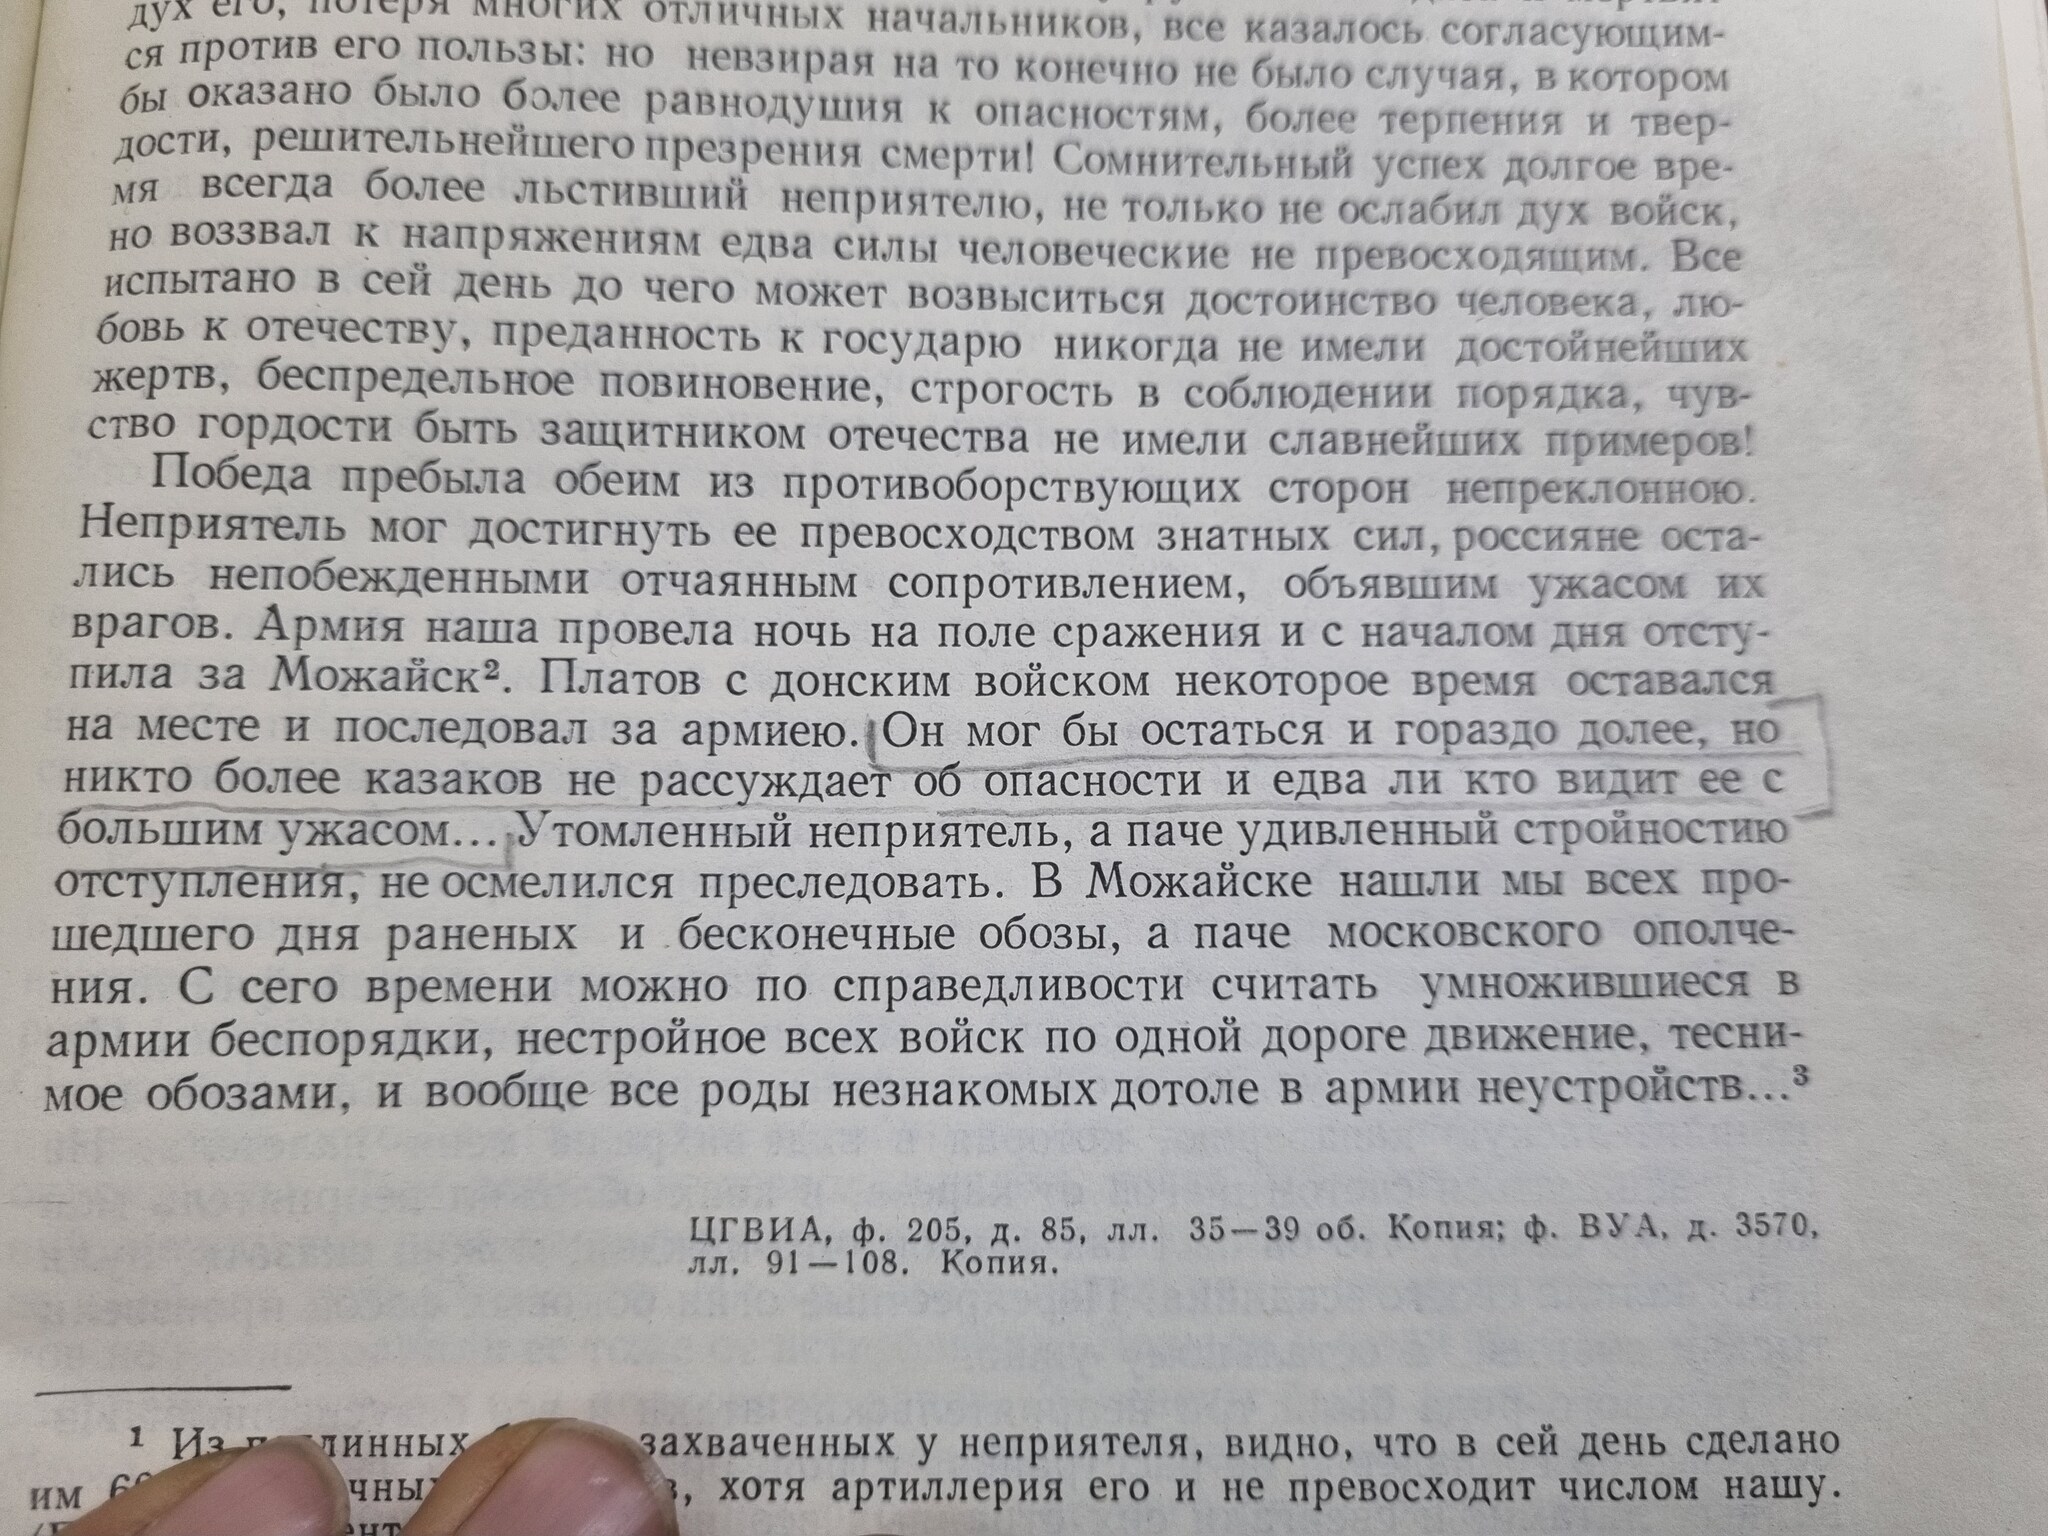 дух его, потеря многих отличных начальников, все казалось согласующим-
ся против его пользы: но невзирая на то конечно не было случая, в котором
бы оказано было более равнодушия к опасностям, более терпения и твер-
дости, решительнейшего презрения смерти! Сомнительный успех долгое вре-
мя всегда более льстивший неприятелю, не только не ослабил дух войск,
но воззвал к напряжениям едва силы человеческие не превосходящим. Все
испытано в сей день до чего может возвыситься достоинство человека, лю-
бовь к отечеству, преданность к государю никогда не имели достойнейших
жертв, беспредельное повиновение, строгость в соблюдении порядка, чув-
ство гордости быть защитником отечества не имели славнейших примеров!
Победа пребыла обеим из противоборствующих сторон непреклонною.
Неприятель мог достигнуть ее превосходством знатных сил, россияне оста-
лись непобежденными отчаянным сопротивлением, объявшим ужасом их
врагов. Армия наша провела ночь на поле сражения и с началом дня отсту-
пила за Можайск². Платов с донским войском некоторое время оставался
на месте и последовал за армиею. Он мог бы остаться и гораздо долее, но
никто более казаков не рассуждает об опасности и едва ли кто видит ее с
большим ужасом... Утомленный неприятель, а паче удивленный стройностию
отступления, не осмелился преследовать. В Можайске нашли мы всех про-
шедшего дня раненых и бесконечные обозы, а паче московского ополче-
ния. С сего времени можно по справедливости считать умножившиеся в
армии беспорядки, нестройное всех войск по одной дороге движение, тесни-
мое обозами, и вообще все роды незнакомых дотоле в армии неустройств...³
ЦГВИА, ф. 205, д. 85, лл. 35—39 об. Копия; ф. ВУА, д. 3570,
лл. 91—108. Копия.
¹ Из захваченных у неприятеля, видно, что в сей день сделано
им хотя артиллерия его и не превосходит числом нашу.